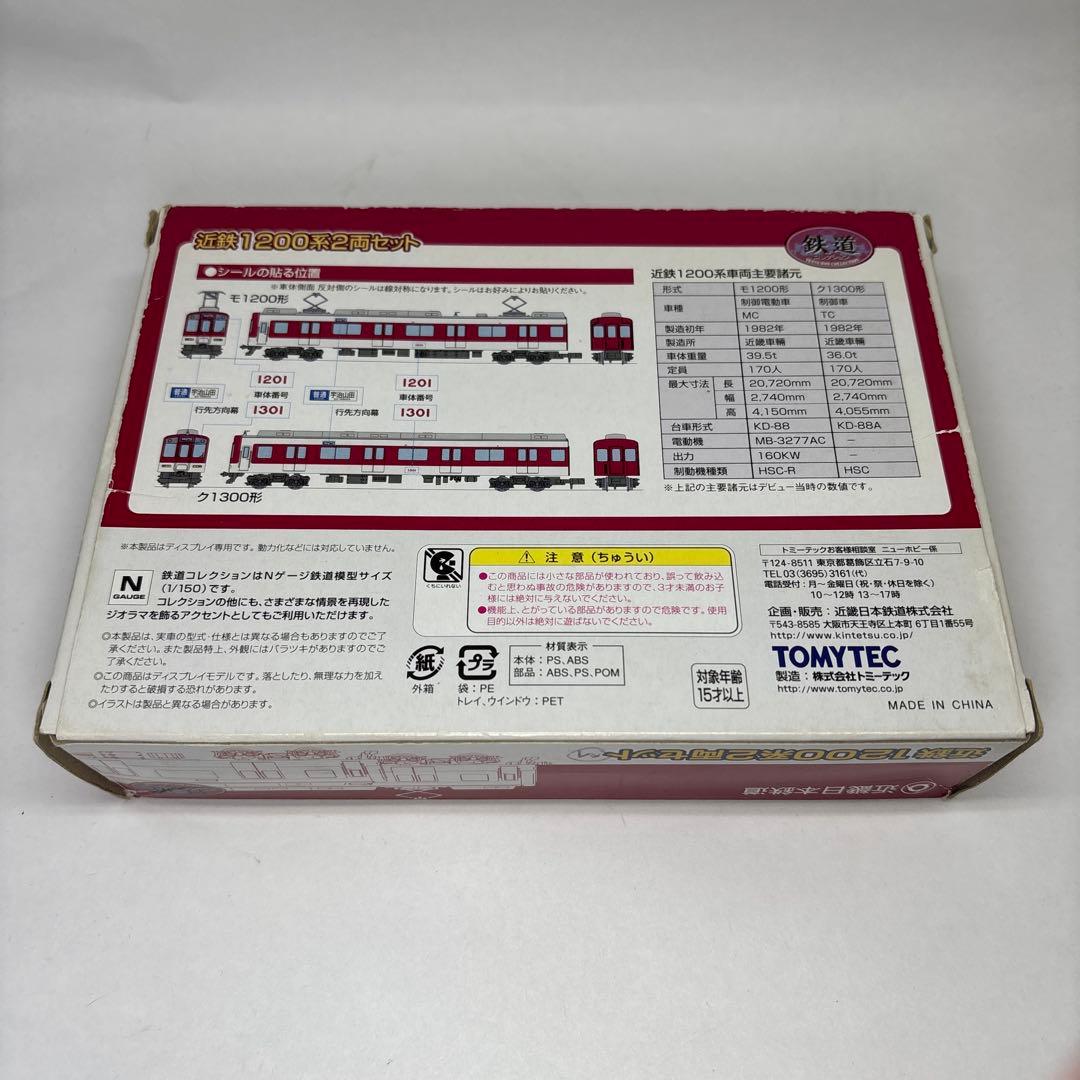 近鉄1200系2両セット
鉄道
●シールの貼る位置
※車体側面 反対側のシールは線対称になります。シールはお好みによりお貼りください。
モ1200形
1201
1201
普通 宇治山田
車体番号
普通 宇治山田
車体番号
行先方向幕
1301
行先方向幕
1301
ク1300形
近鉄1200系車両主要諸元
形式 モ1200形 ク1300形
車種 制御電動車 制御車
MC TC
製造初年 1982年 1982年
製造所 近畿車輛 近畿車輛
車体重量 39.5t 36.0t
定員 170人 170人
最大寸法 長 20,720mm 20,720mm
幅 2,740mm 2,740mm
高 4,150mm 4,055mm
台車形式 KD-88 KD-88A
電動機 MB-3277AC −
出力 160KW −
制動機種類 HSC-R HSC
※上記の主要諸元はデビュー当時の数値です。
※本製品はディスプレイ専用です。動力化などには対応していません。
N
GAUGE
鉄道コレクションはNゲージ鉄道模型サイズ
(1/150)です。
コレクションの他にも、さまざまな情景を再現した
ジオラマを飾るアクセントとしてもご利用いただけます。
◎本製品は、実車の型式・仕様とは異なる場合もありますのでご了
承ください。また製品特上、外観にはバラツキがありますのでご
了承ください。
◎この商品はディスプレイモデルです。落としたり、無理な力を加え
たりすると破損する恐れがあります。
◎イラストは製品と異なる場合があります。
くちにいれない
⚠ 注 意 (ちゅうい)
●この商品には小さな部品が使われており、誤って飲み込
むと思わぬ事故の危険がありますので、3才未満のお子
様には絶対に与えないでください。
●機能上、とがっている部品がありますので危険です。使用
目的以外は絶対に遊ばないでください。
紙
外箱
プラ
袋:PE
トレイ、ウインドウ:PET
材質表示
本体:PS、ABS
部品:ABS、PS、POM
対象年齢
15才以上
トミーテックお客様相談室 ニューホビー係
〒124-8511 東京都葛飾区立石7-9-10
TEL 03(3695)3161(代)
電話受付:月〜金曜日(祝・祭・休日を除く)
10〜12時 13〜17時
企画・販売:近畿日本鉄道株式会社
〒543-8585 大阪市天王寺区上本町 6丁目1番55号
http://www.kintetsu.co.jp/
TOMYTEC
製造:株式会社トミーテック
http://www.tomytec.co.jp
MADE IN CHINA
近鉄1200系2両セット
近畿日本鉄道